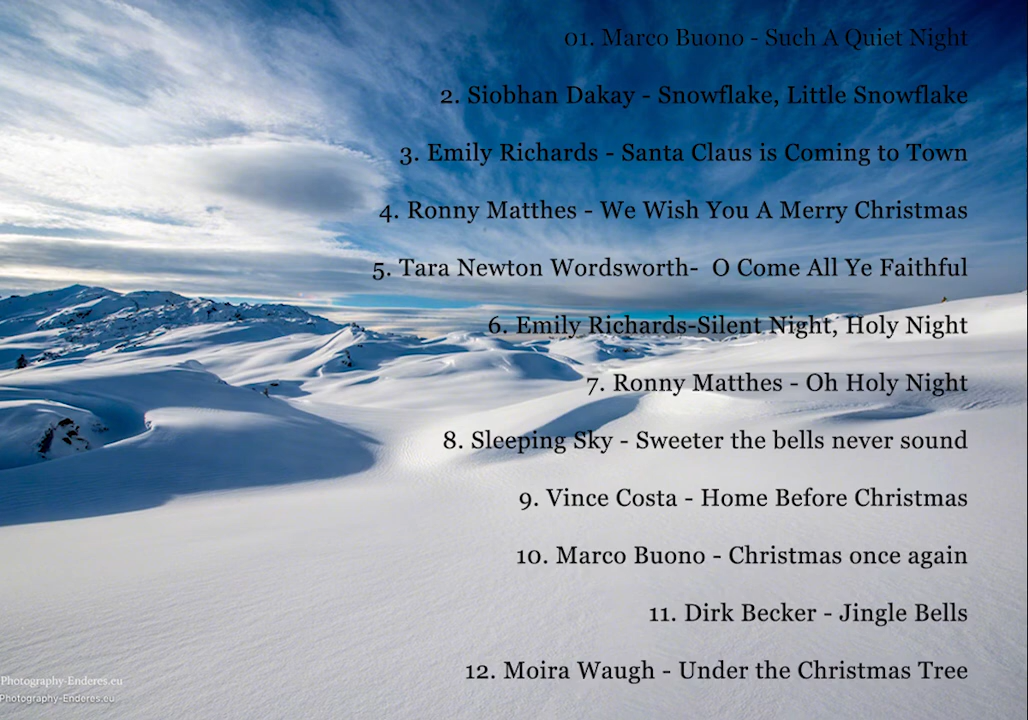 01. Marco Buono - Such A Quiet Night
2. Siobhan Dakay - Snowflake, Little Snowflake
3. Emily Richards - Santa Claus is Coming to Town
4. Ronny Matthes - We Wish You A Merry Christmas
5. Tara Newton Wordsworth-  O Come All Ye Faithful
6. Emily Richards-Silent Night, Holy Night
7. Ronny Matthes - Oh Holy Night
8. Sleeping Sky - Sweeter the bells never sound
9. Vince Costa - Home Before Christmas
10. Marco Buono - Christmas once again
11. Dirk Becker - Jingle Bells
12. Moira Waugh - Under the Christmas Tree
Photography-Enderes.eu
Photography-Enderes.eu